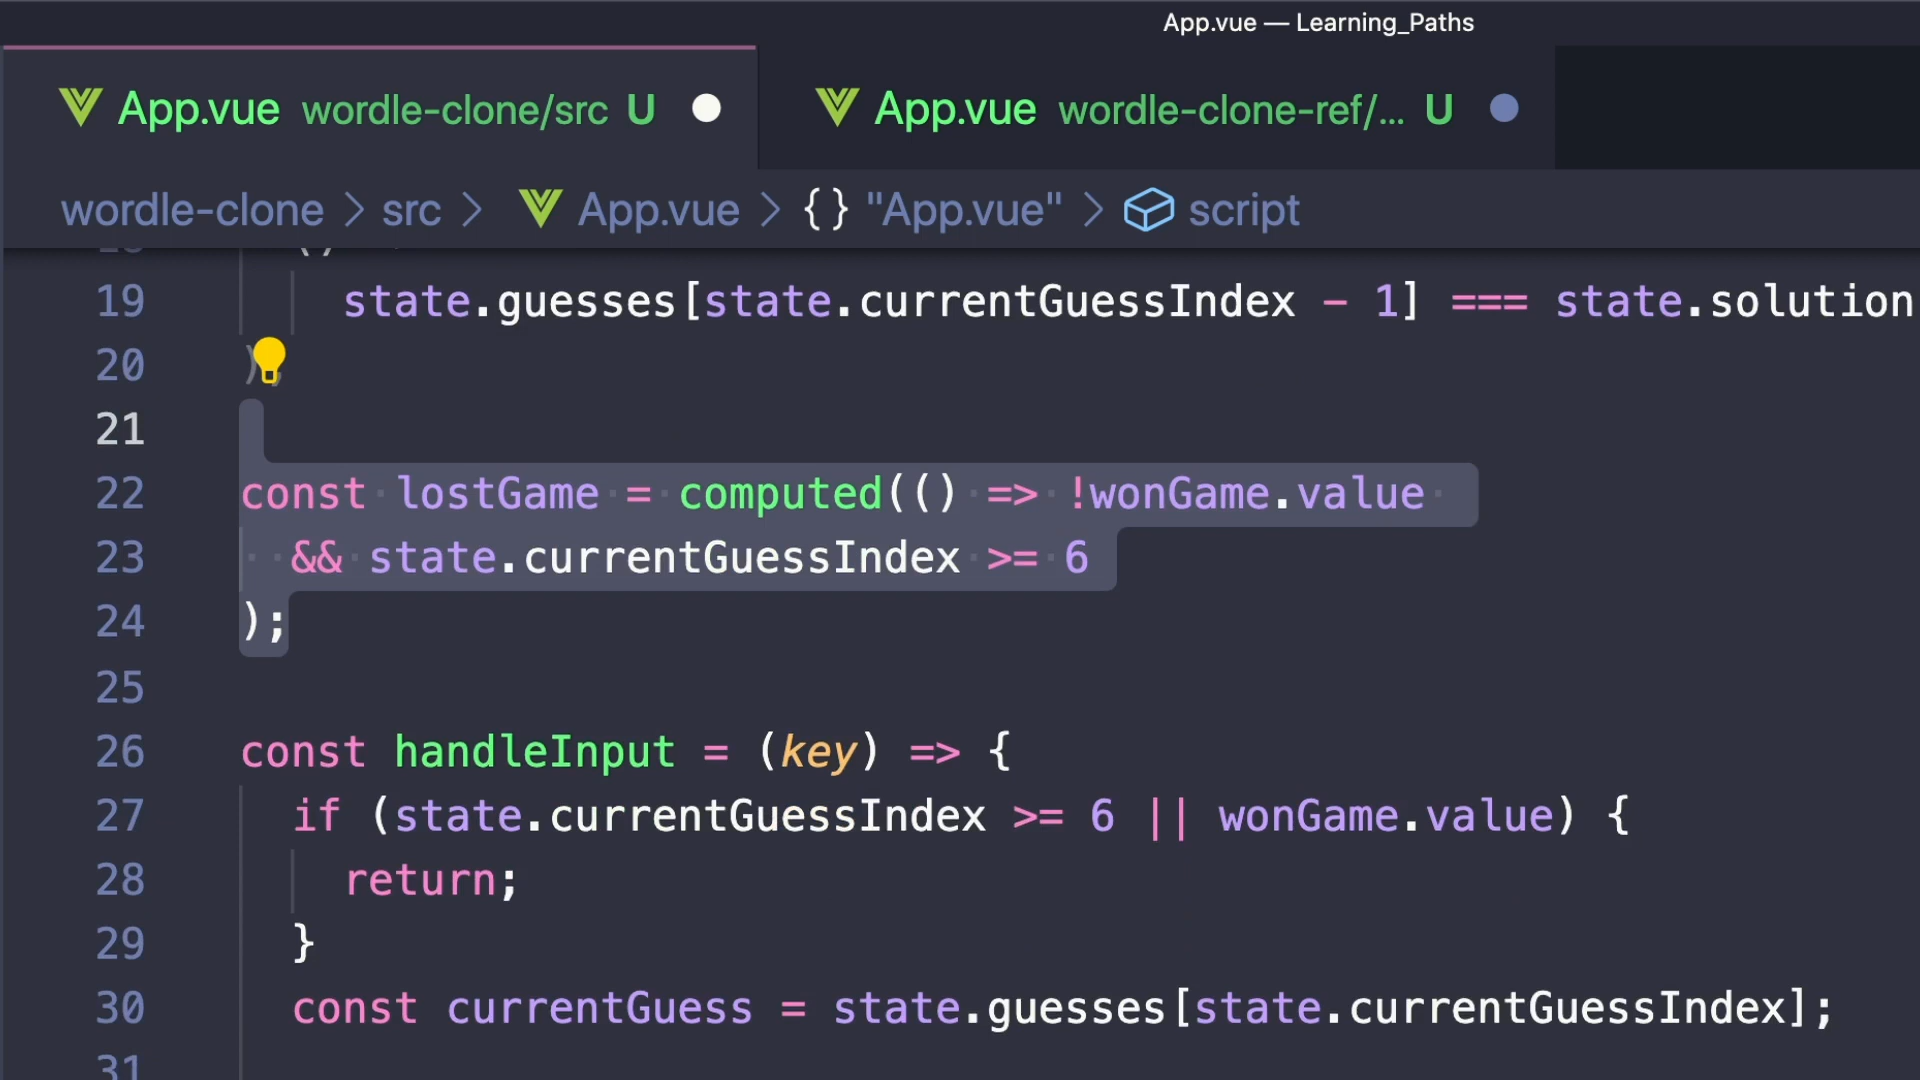 App.vue — Learning_Paths
App.vue wordle-clone/src U
App.vue wordle-clone-ref/... U
wordle-clone > src > App.vue > {} "App.vue" > script
19 state.guesses[state.currentGuessIndex - 1] === state.solution
20 )
21
22 const lostGame = computed(() => !wonGame.value
23 && state.currentGuessIndex >= 6
24 );
25
26 const handleInput = (key) => {
27 if (state.currentGuessIndex >= 6 || wonGame.value) {
28 return;
29 }
30 const currentGuess = state.guesses[state.currentGuessIndex];
31